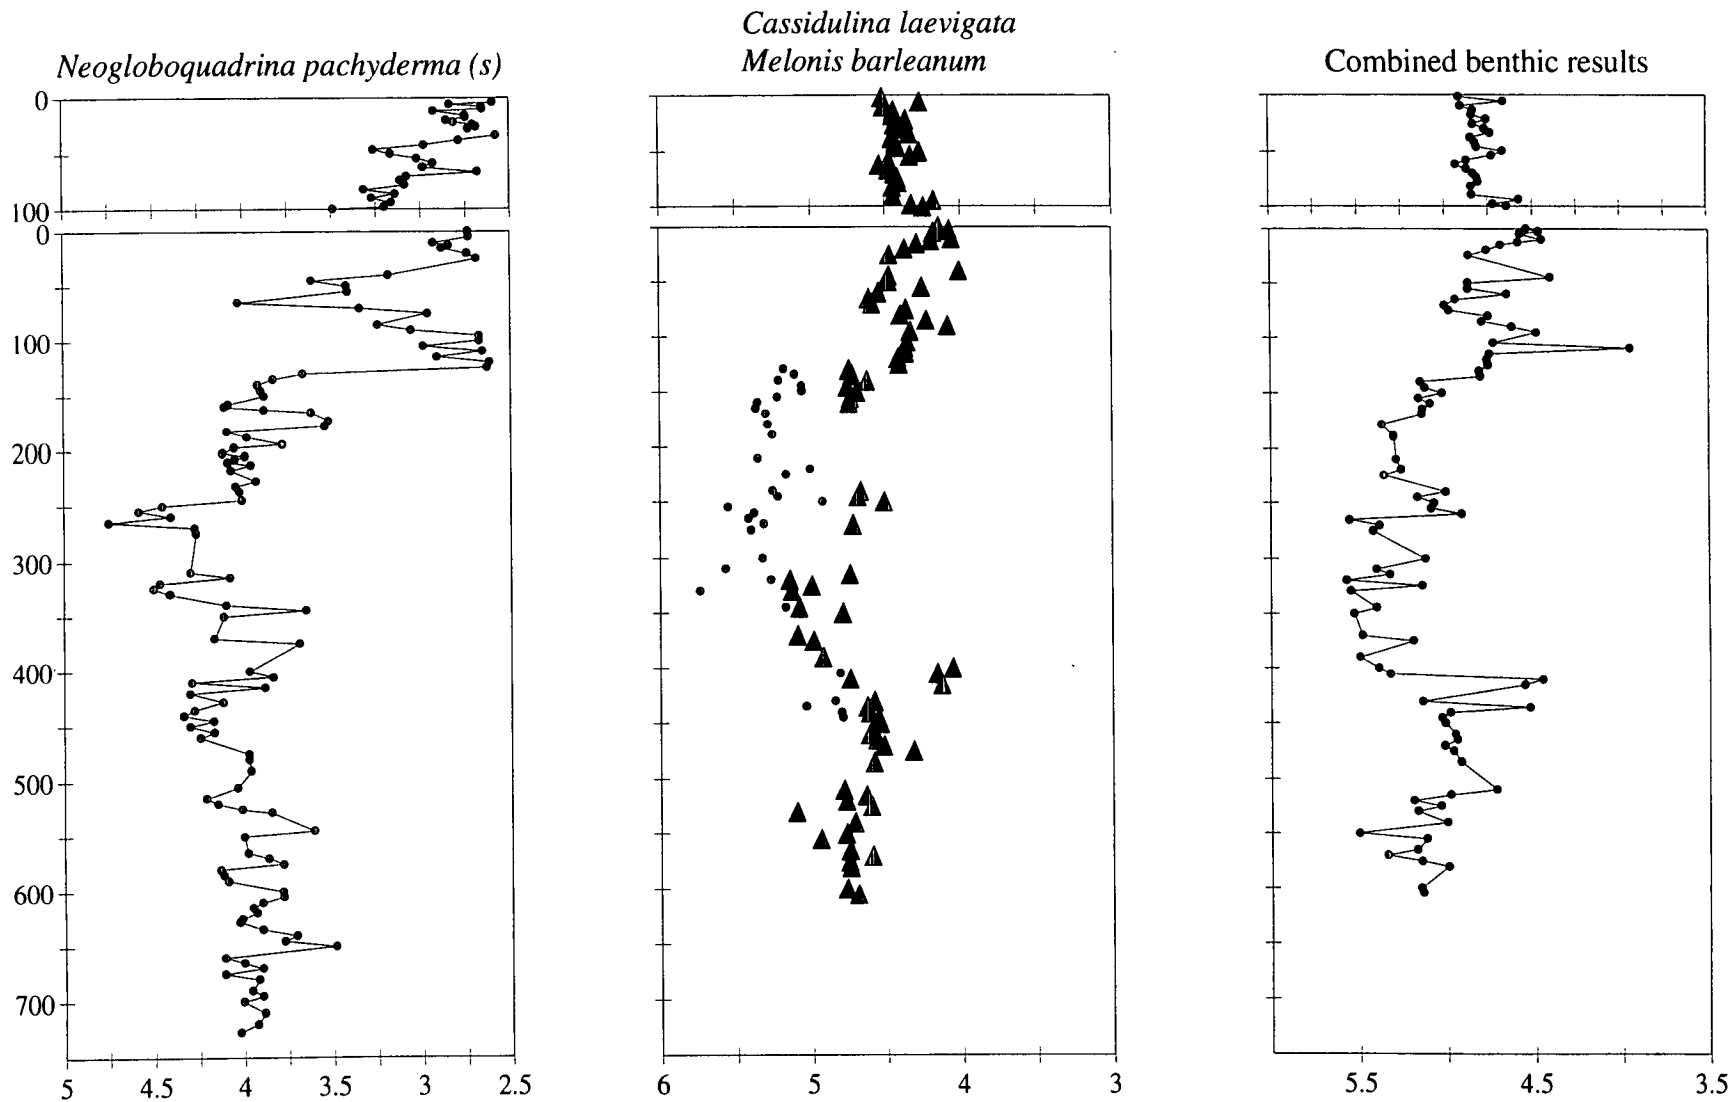 Cassidulina laevigata
Neogloboquadrina pachyderma (s)
Melonis barleanum
Combined benthic results
0
100
0
100
200
300
400
500
600
700
5 4.5 4 3.5 3 2.5
6 5 4 3
5.5 4.5 3.5